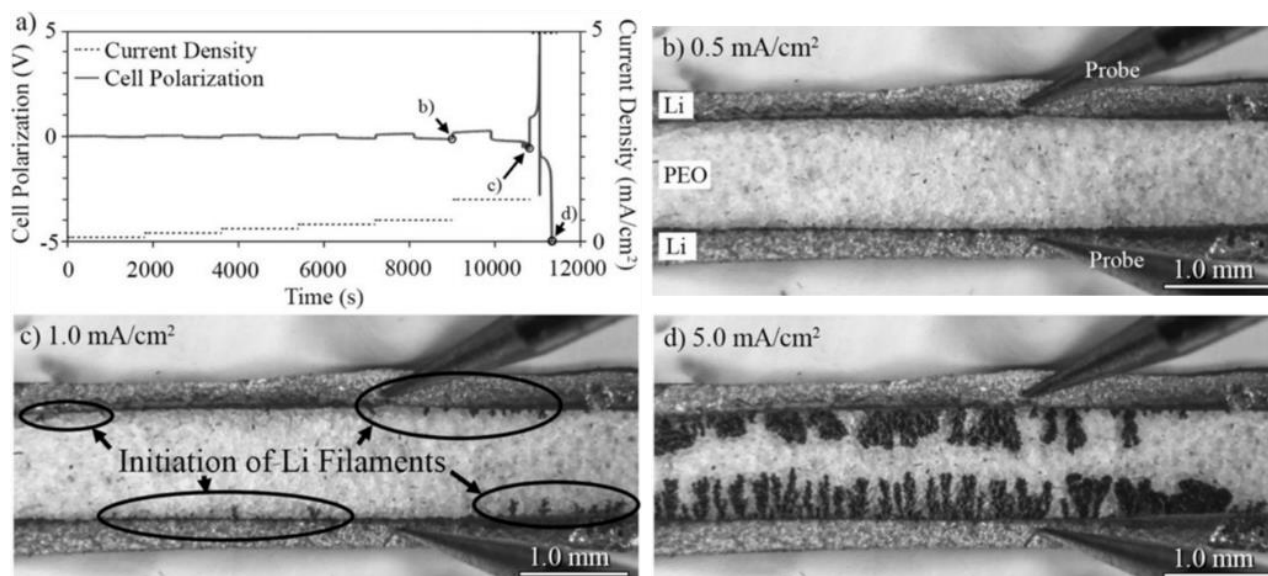 a)
5
0
-5
Cell Polarization (V)
Current Density
Cell Polarization
b)
c)
d)
5
0
Current Density (mA/cm²)
0 2000 4000 6000 8000 10000 12000
Time (s)
b) 0.5 mA/cm²
Probe
Li
PEO
Li
Probe
1.0 mm
c) 1.0 mA/cm²
Initiation of Li Filaments
1.0 mm
d) 5.0 mA/cm²
1.0 mm